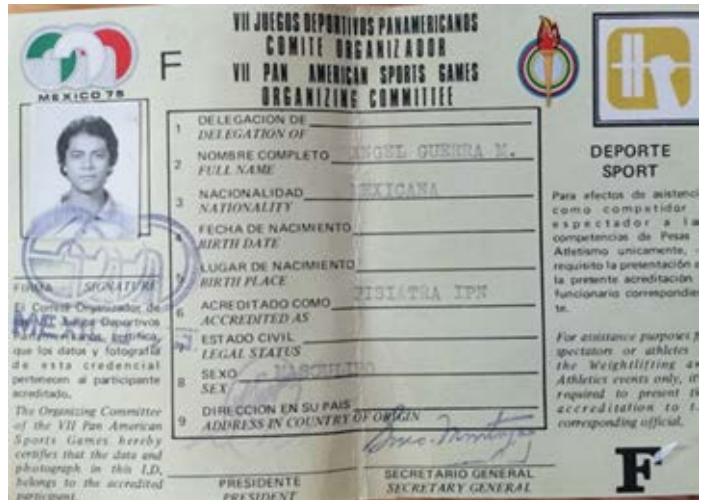 VII JUEGOS DEPORTIVOS PANAMERICANOS
COMITE ORGANIZADOR
VII PAN AMERICAN SPORTS GAMES
ORGANIZING COMMITTEE
MEXICO 75
F
1 DELEGACION DE
DELEGATION OF
2 NOMBRE COMPLETO ANGEL GUERRA M.
FULL NAME
3 NACIONALIDAD MEXICANA
NATIONALITY
4 FECHA DE NACIMIENTO
BIRTH DATE
5 LUGAR DE NACIMIENTO
BIRTH PLACE
6 ACREDITADO COMO FISIATRA IPN
ACCREDITED AS
7 ESTADO CIVIL
LEGAL STATUS
8 SEXO MASCULINO
SEX
9 DIRECCION EN SU PAIS
ADDRESS IN COUNTRY OF ORIGIN
PRESIDENTE
PRESIDENT
SECRETARIO GENERAL
SECRETARY GENERAL
FIRMA SIGNATURE
El Comité Organizador de
Juegos Deportivos
Panamericanos, certifica,
que los datos y fotografía
de esta credencial
pertenecen al participante
acreditado.
The Organizing Committee
of the VII Pan American
Sports Games hereby
certifies that the data and
photograph in this I.D,
belongs to the accredited
participant.
MEXICO
DEPORTE
SPORT
Para efectos de asistenci
como competidor
espectador a la
competencias de Pesas
Atletismo unicamente,
requisito la presentación
la presente acreditación
funcionario correspondien
te.
For assistance purposes
spectators or athletes
the Weightlifting an
Athletics events only, it
required to present
accreditation to t
corresponding official.
F